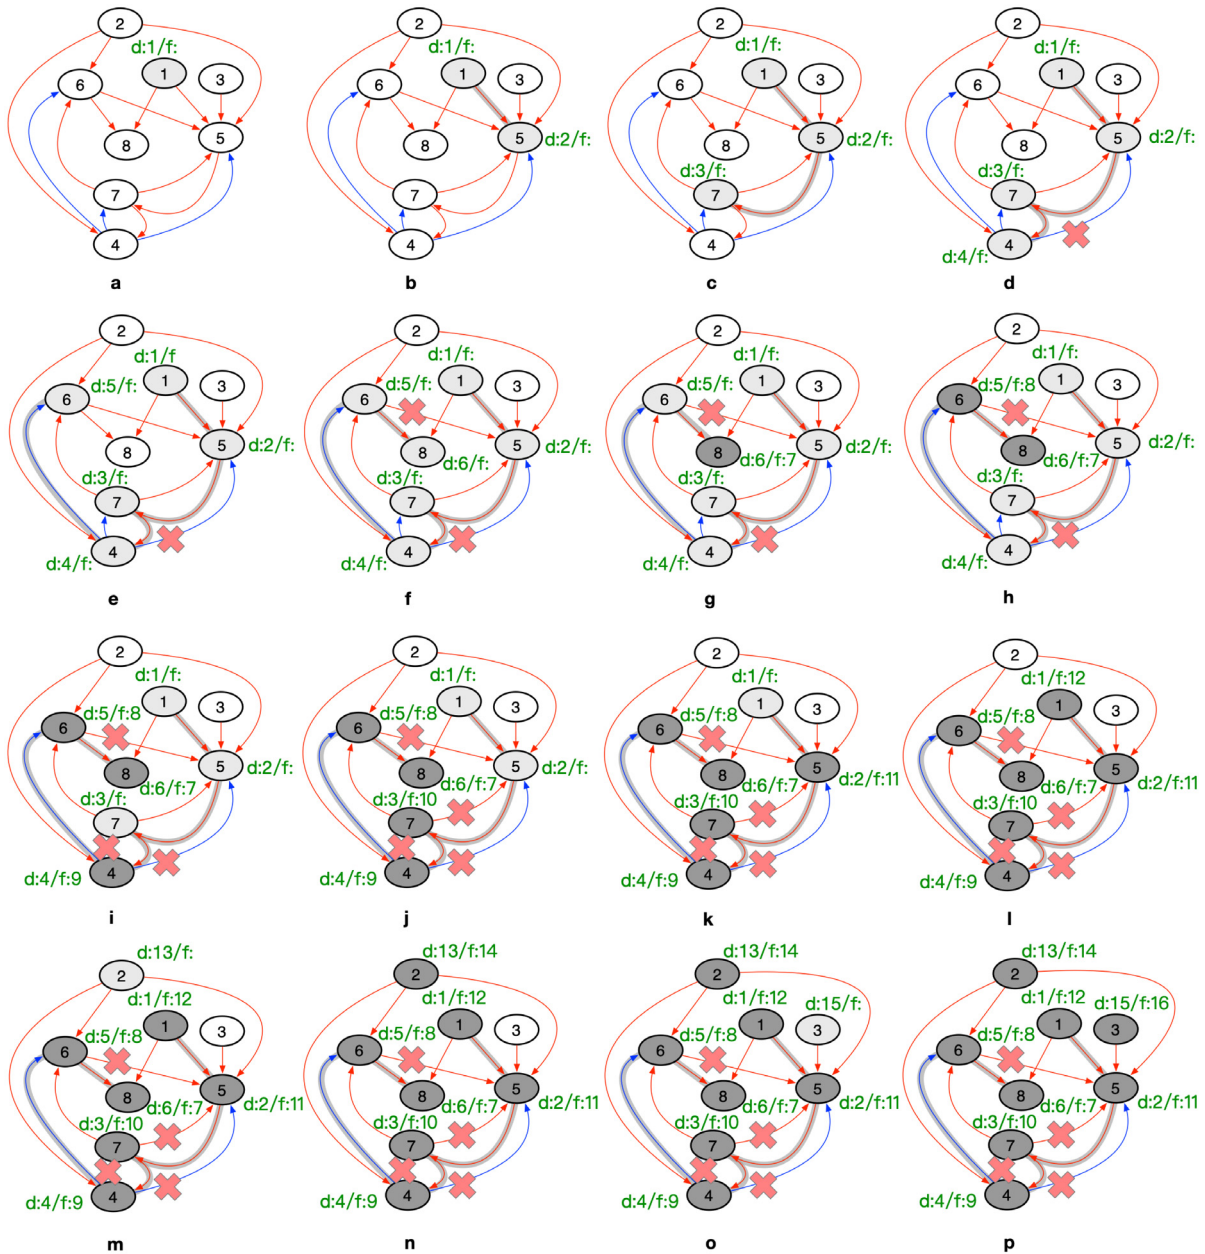 2
d:1/f:
6 1 3
8 5
7
4
a
2
d:1/f:
6 1 3
8 5 d:2/f:
7
4
b
2
d:1/f:
6 1 3
8 5 d:2/f:
d:3/f:
7
4
c
2
d:1/f:
6 1 3
8 5 d:2/f:
d:3/f:
7
4
d:4/f:
d
2
d:1/f
d:5/f:
6 1 3
8 5 d:2/f:
d:3/f:
7
4
d:4/f:
e
2
d:1/f:
d:5/f:
6 1 3
8 5 d:2/f:
d:6/f:
d:3/f:
7
4
d:4/f:
f
2
d:1/f:
d:5/f:
6 1 3
8 5 d:2/f:
d:6/f:7
d:3/f:
7
4
d:4/f:
g
2
d:1/f:
d:5/f:8
6 1 3
8 5 d:2/f:
d:6/f:7
d:3/f:
7
4
d:4/f:
h
2
d:1/f:
1 3
d:5/f:8
6
8 5 d:2/f:
d:6/f:7
d:3/f:
7
4
d:4/f:9
i
2
d:1/f:
1 3
d:5/f:8
6
8 5 d:2/f:
d:6/f:7
d:3/f:10
7
4
d:4/f:9
j
2
d:1/f:
1 3
d:5/f:8
6
8 5
d:6/f:7 d:2/f:11
d:3/f:10
7
4
d:4/f:9
k
2
d:1/f:12
1 3
d:5/f:8
6
8 5
d:6/f:7 d:2/f:11
d:3/f:10
7
4
d:4/f:9
l
d:13/f:
2
d:1/f:12
1 3
d:5/f:8
6
8 5
d:6/f:7 d:2/f:11
d:3/f:10
7
4
d:4/f:9
m
d:13/f:14
2
d:1/f:12
1 3
d:5/f:8
6
8 5
d:6/f:7 d:2/f:11
d:3/f:10
7
4
d:4/f:9
n
d:13/f:14
2
d:1/f:12 d:15/f:
1 3
d:5/f:8
6
8 5
d:6/f:7 d:2/f:11
d:3/f:10
7
4
d:4/f:9
o
d:13/f:14
2
d:1/f:12 d:15/f:16
1 3
d:5/f:8
6
8 5
d:6/f:7 d:2/f:11
d:3/f:10
7
4
d:4/f:9
p